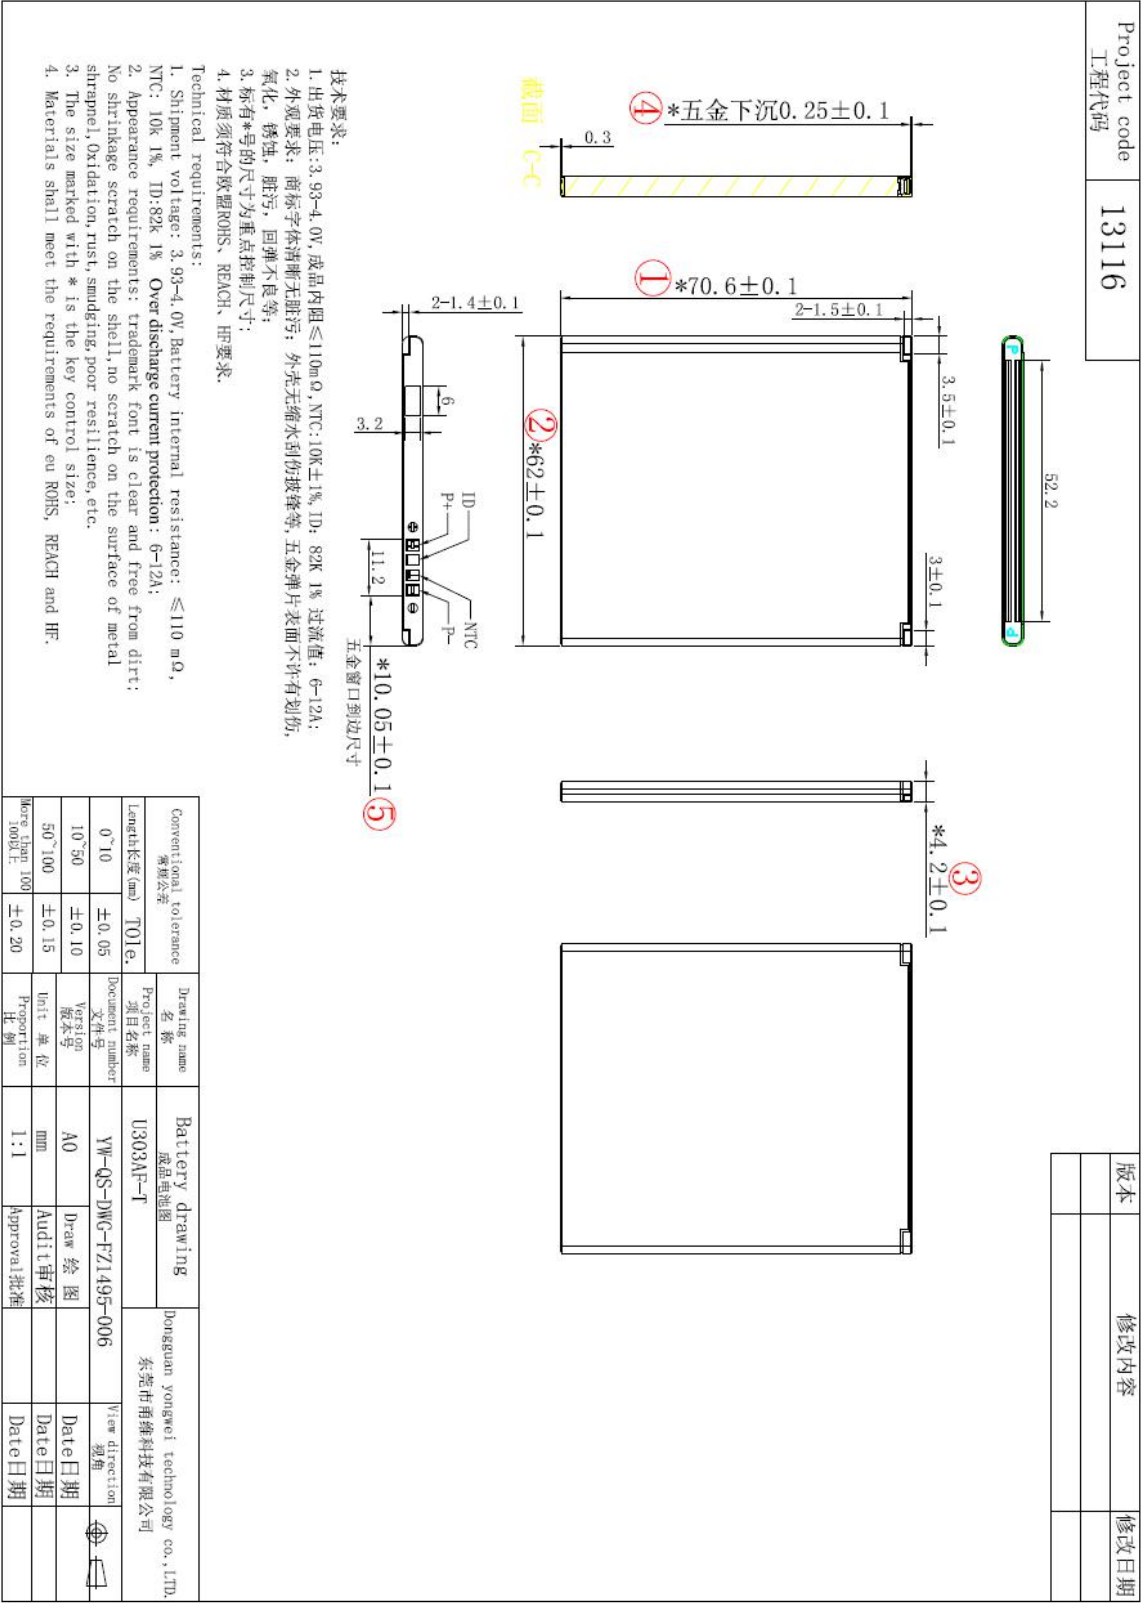 Project code
工程代码
13116
版本
修改内容
修改日期
52.2
P
P
截面 C-C
④ *五金下沉0.25±0.1
0.3
① *70.6±0.1
2-1.5±0.1
3.5±0.1
3±0.1
② *62±0.1
③ *4.2±0.1
2-1.4±0.1
6
3.2
ID
P+
NTC
P-
11.2
*10.05±0.1 ⑤
五金窗口到边尺寸
技术要求:
1.出货电压:3.93-4.0V,成品内阻≤110mΩ,NTC:10K±1%,ID: 82K 1% 过流值: 6-12A;
2.外观要求: 商标字体清晰无脏污; 外壳无缩水刮伤披锋等,五金弹片表面不许有划伤,
氧化, 锈蚀, 脏污, 回弹不良等;
3.标有*号的尺寸为重点控制尺寸;
4.材质须符合欧盟ROHS、REACH、HF要求.
Technical requirements:
1. Shipment voltage: 3.93-4.0V,Battery internal resistance: ≤110 mΩ,
NTC: 10k 1%, ID:82k 1% Over discharge current protection: 6-12A;
2. Appearance requirements: trademark font is clear and free from dirt;
No shrinkage scratch on the shell,no scratch on the surface of metal
shrapnel,Oxidation,rust,smudging,poor resilience,etc.
3. The size marked with * is the key control size;
4. Materials shall meet the requirements of eu ROHS, REACH and HF.
Conventional tolerance
常规公差
Length长度(mm) TOle.
0~10 ±0.05
10~50 ±0.10
50~100 ±0.15
More than 100
100以上 ±0.20
Drawing name
名 称
Battery drawing
成品电池图
Project name
项目名称
U303AF-T
Document number
文件号
YW-QS-DWG-FZ1495-006
Version
版本号
A0
Draw 绘 图
Date日期
Unit 单 位
mm
Audit审核
Date日期
Proportion
比 例
1:1
Approval批准
Date日期
Dongguan yongwei technology co.,LTD.
东莞市甬维科技有限公司
View direction
视角